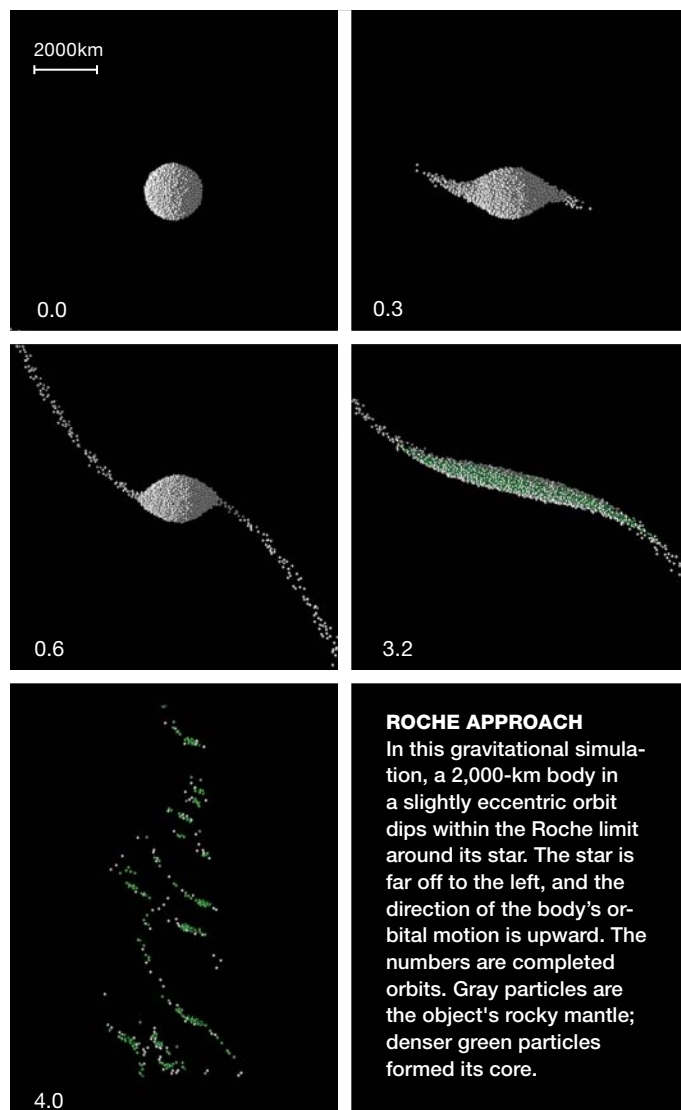 2000km
0.0
0.3
0.6
3.2
4.0
ROCHE APPROACH
In this gravitational simula-
tion, a 2,000-km body in
a slightly eccentric orbit
dips within the Roche limit
around its star. The star is
far off to the left, and the
direction of the body's or-
bital motion is upward. The
numbers are completed
orbits. Gray particles are
the object's rocky mantle;
denser green particles
formed its core.